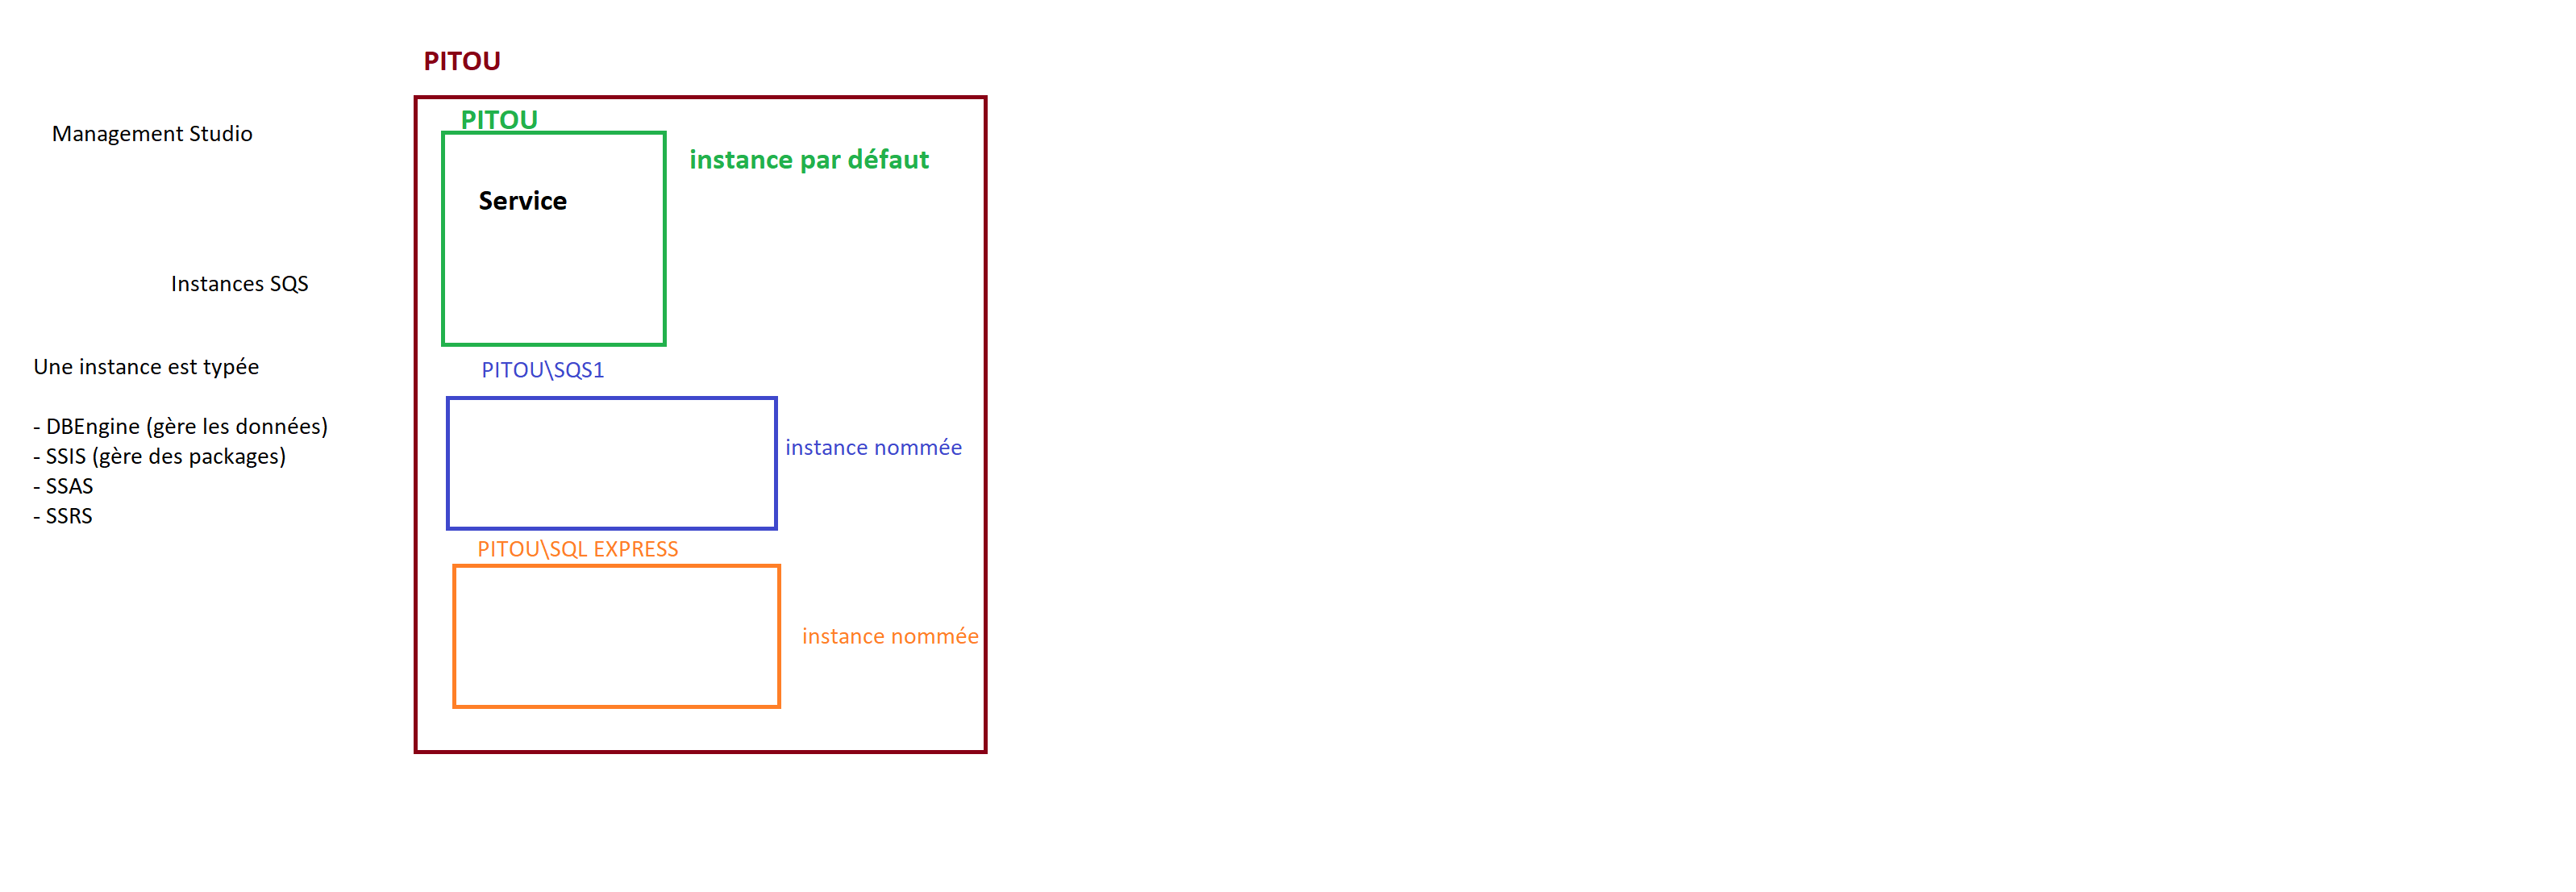 PITOU
Management Studio
PITOU
instance par défaut
Service
Instances SQS
Une instance est typée
PITOU\SQS1
- DBEngine (gère les données)
- SSIS (gère des packages)
- SSAS
- SSRS
instance nommée
PITOU\SQL EXPRESS
instance nommée